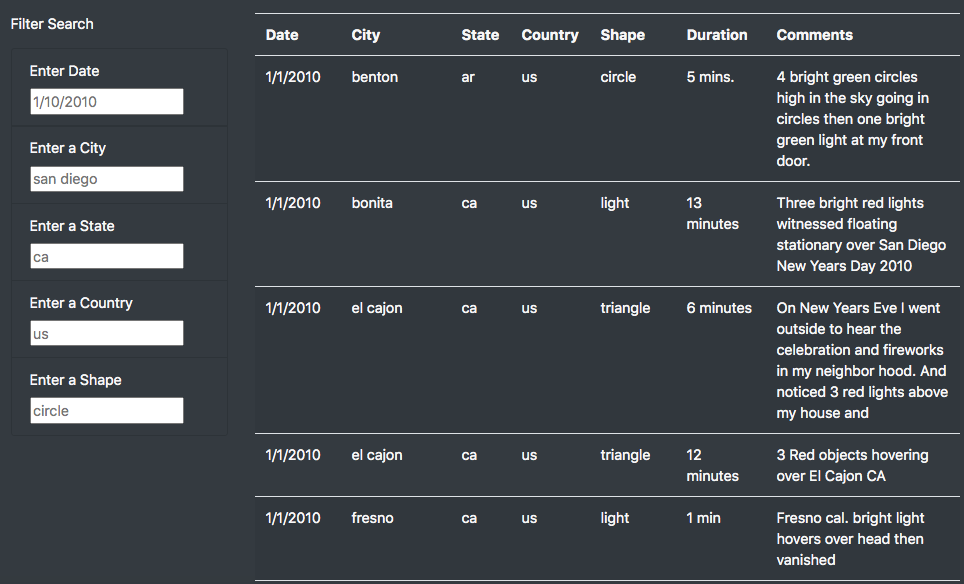 Filter Search
Enter Date
1/10/2010
Enter a City
san diego
Enter a State
ca
Enter a Country
us
Enter a Shape
circle
Date City State Country Shape Duration Comments
1/1/2010 benton ar us circle 5 mins. 4 bright green circles
high in the sky going in
circles then one bright
green light at my front
door.
1/1/2010 bonita ca us light 13 Three bright red lights
minutes witnessed floating
stationary over San Diego
New Years Day 2010
1/1/2010 el cajon ca us triangle 6 minutes On New Years Eve I went
outside to hear the
celebration and fireworks
in my neighbor hood. And
noticed 3 red lights above
my house and
1/1/2010 el cajon ca us triangle 12 3 Red objects hovering
minutes over El Cajon CA
1/1/2010 fresno ca us light 1 min Fresno cal. bright light
hovers over head then
vanished